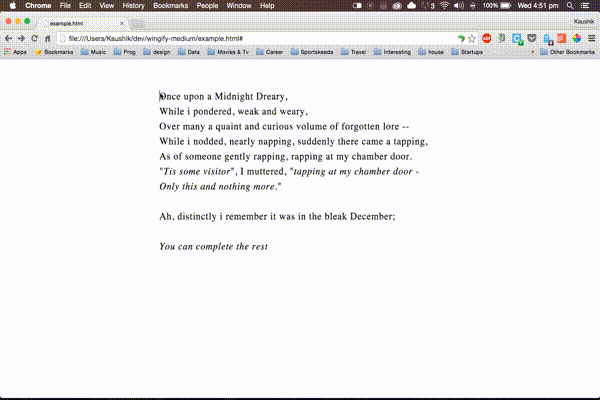 Chrome File Edit View History Bookmarks People Window Help 3 100% Wed 4:51 pm
example.html Kaushik
file:///Users/Kaushik/dev/wingify-medium/example.html#
Apps Bookmarks Music Prog design Data Movies & Tv Career Sportskeeda Travel Interesting house Startups » Other Bookmarks
Once upon a Midnight Dreary,
While i pondered, weak and weary,
Over many a quaint and curious volume of forgotten lore --
While i nodded, nearly napping, suddenly there came a tapping,
As of someone gently rapping, rapping at my chamber door.
"Tis some visitor", I muttered, "tapping at my chamber door -
Only this and nothing more."
Ah, distinctly i remember it was in the bleak December;
You can complete the rest